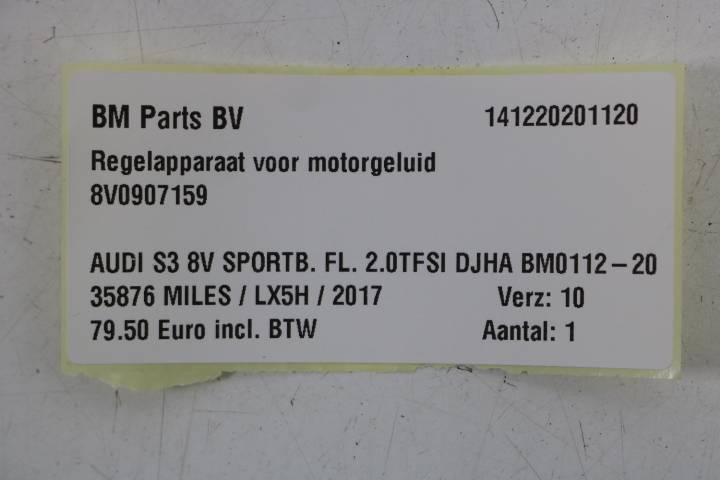 BM Parts BV 141220201120
Regelapparaat voor motorgeluid
8V0907159
AUDI S3 8V SPORTB. FL. 2.0TFSI DJHA BM0112-20
35876 MILES / LX5H / 2017 Verz: 10
79.50 Euro incl. BTW Aantal: 1